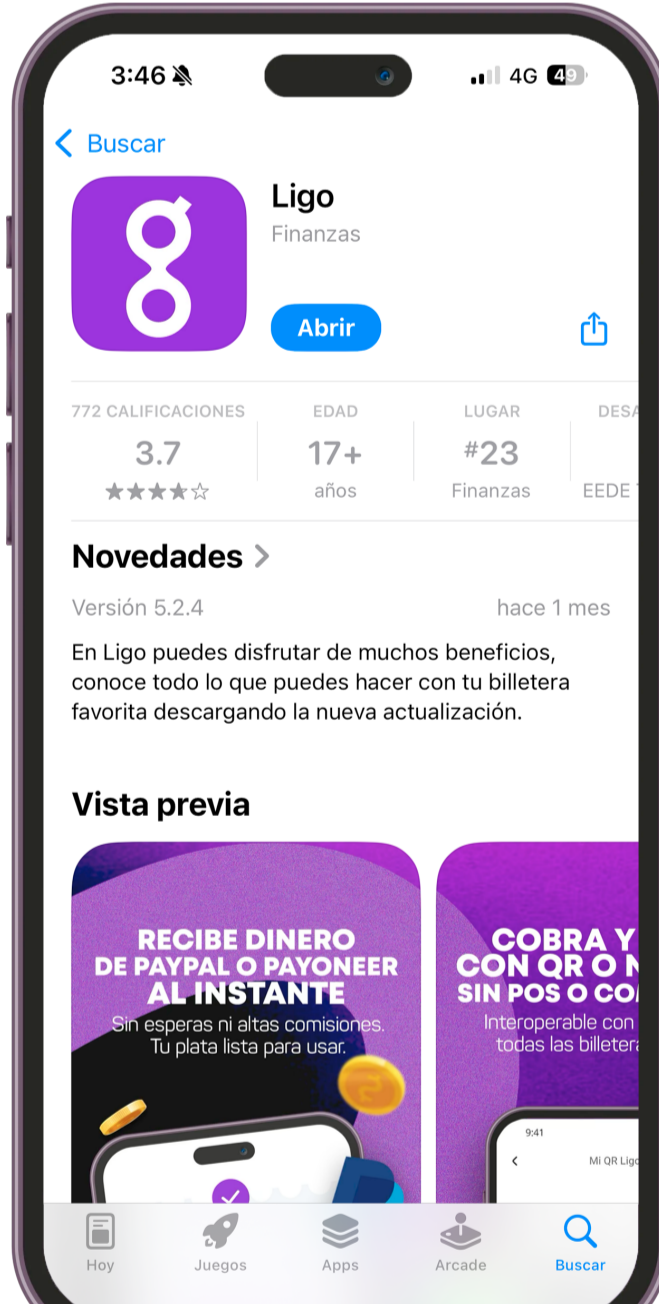 3:46 4G 49
Buscar
Ligo
Finanzas
Abrir
772 CALIFICACIONES EDAD LUGAR
3.7 17+ #23
años Finanzas EEDE
Novedades
Versión 5.2.4 hace 1 mes
En Ligo puedes disfrutar de muchos beneficios,
conoce todo lo que puedes hacer con tu billetera
favorita descargando la nueva actualización.
Vista previa
RECIBE DINERO
DE PAYPAL O PAYONEER
AL INSTANTE
Sin esperas ni altas comisiones.
Tu plata lista para usar.
COBRA Y
CON QR O
SIN POS O
Interoperable con
todas las
9:41
Mi QR Ligo
Hoy Juegos Apps Arcade Buscar